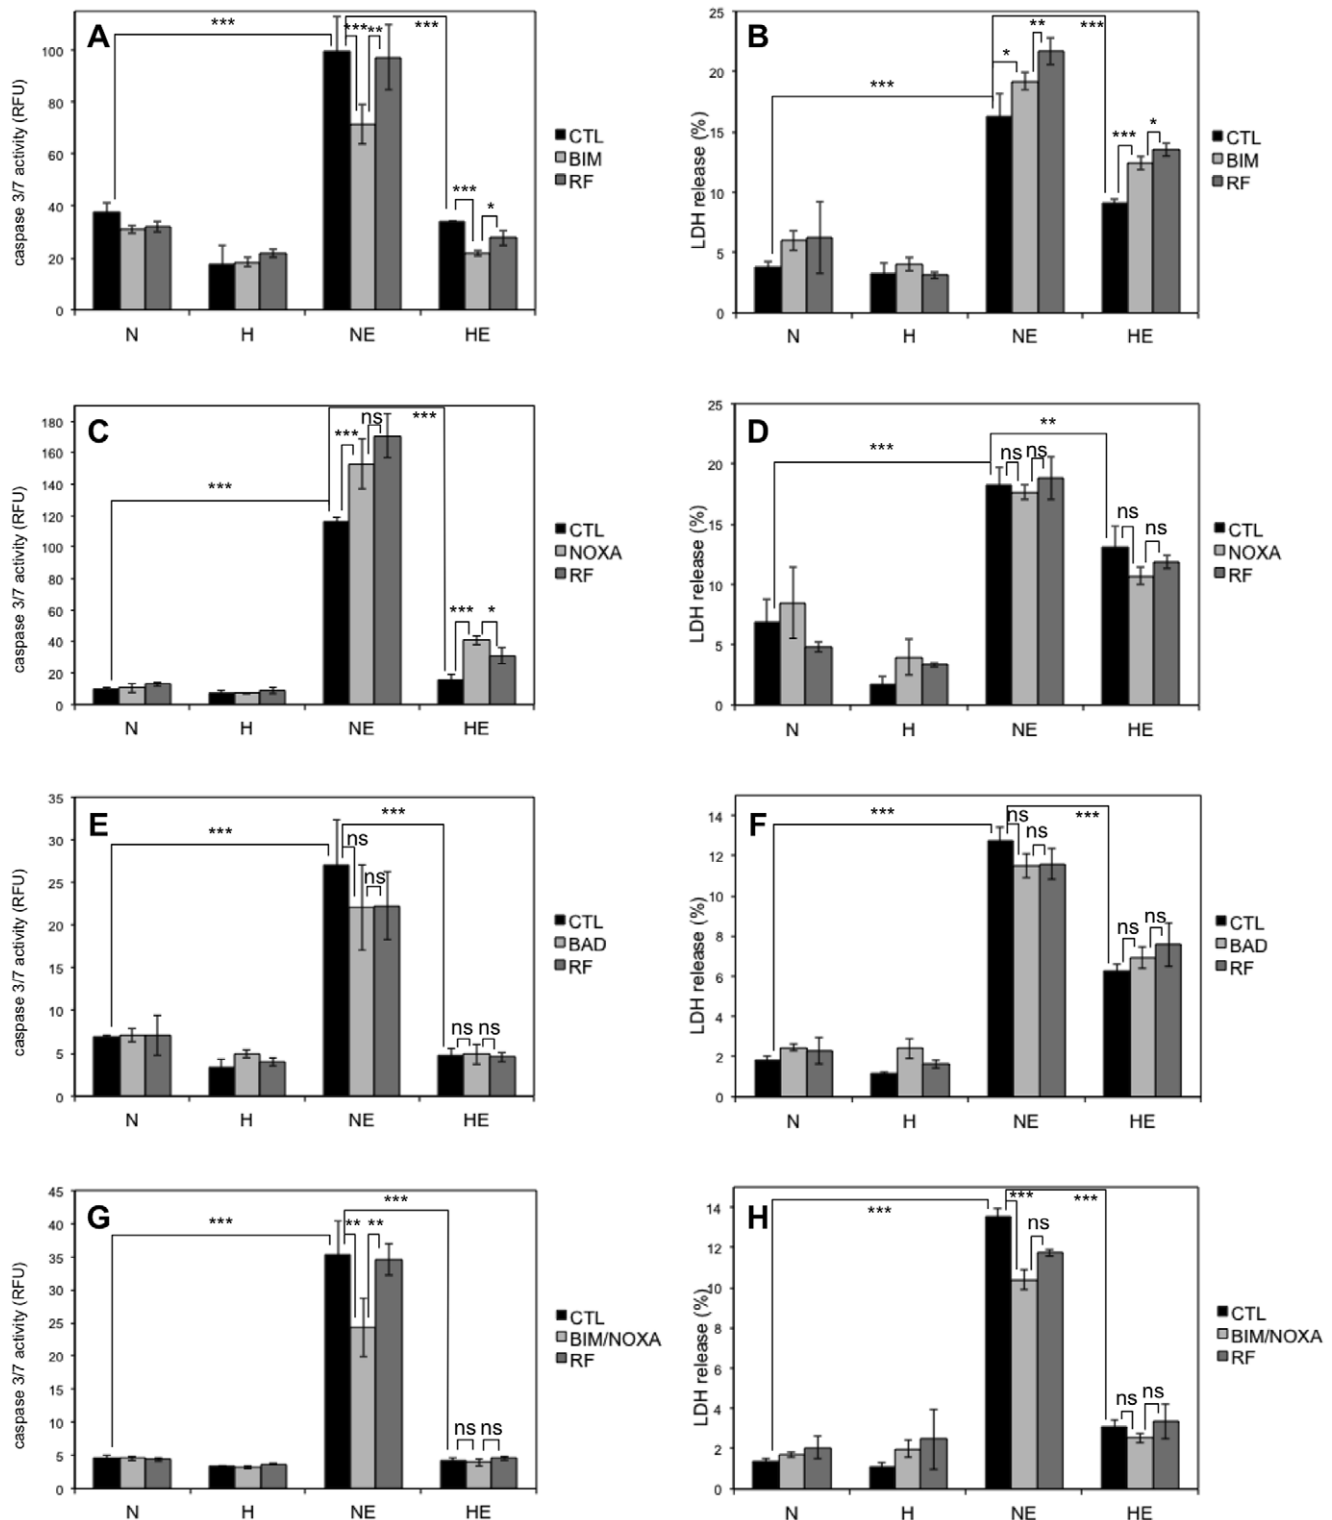 A
caspase 3/7 activity (RFU)
100
80
60
40
20
0
***
***
**
***
***
*
N H NE HE
CTL
BIM
RF
B
LDH release (%)
25
20
15
10
5
0
***
*
**
***
***
*
N H NE HE
CTL
BIM
RF
C
caspase 3/7 activity (RFU)
180
160
140
120
100
80
60
40
20
0
***
***
ns
***
***
*
N H NE HE
CTL
NOXA
RF
D
LDH release (%)
25
20
15
10
5
0
***
ns
ns
**
ns
ns
N H NE HE
CTL
NOXA
RF
E
caspase 3/7 activity (RFU)
35
30
25
20
15
10
5
0
***
ns
ns
***
ns ns
N H NE HE
CTL
BAD
RF
F
LDH release (%)
14
12
10
8
6
4
2
0
***
ns
ns
***
ns
ns
N H NE HE
CTL
BAD
RF
G
caspase 3/7 activity (RFU)
45
40
35
30
25
20
15
10
5
0
***
**
**
***
ns ns
N H NE HE
CTL
BIM/NOXA
RF
H
LDH release (%)
14
12
10
8
6
4
2
0
***
***
ns
***
ns ns
N H NE HE
CTL
BIM/NOXA
RF